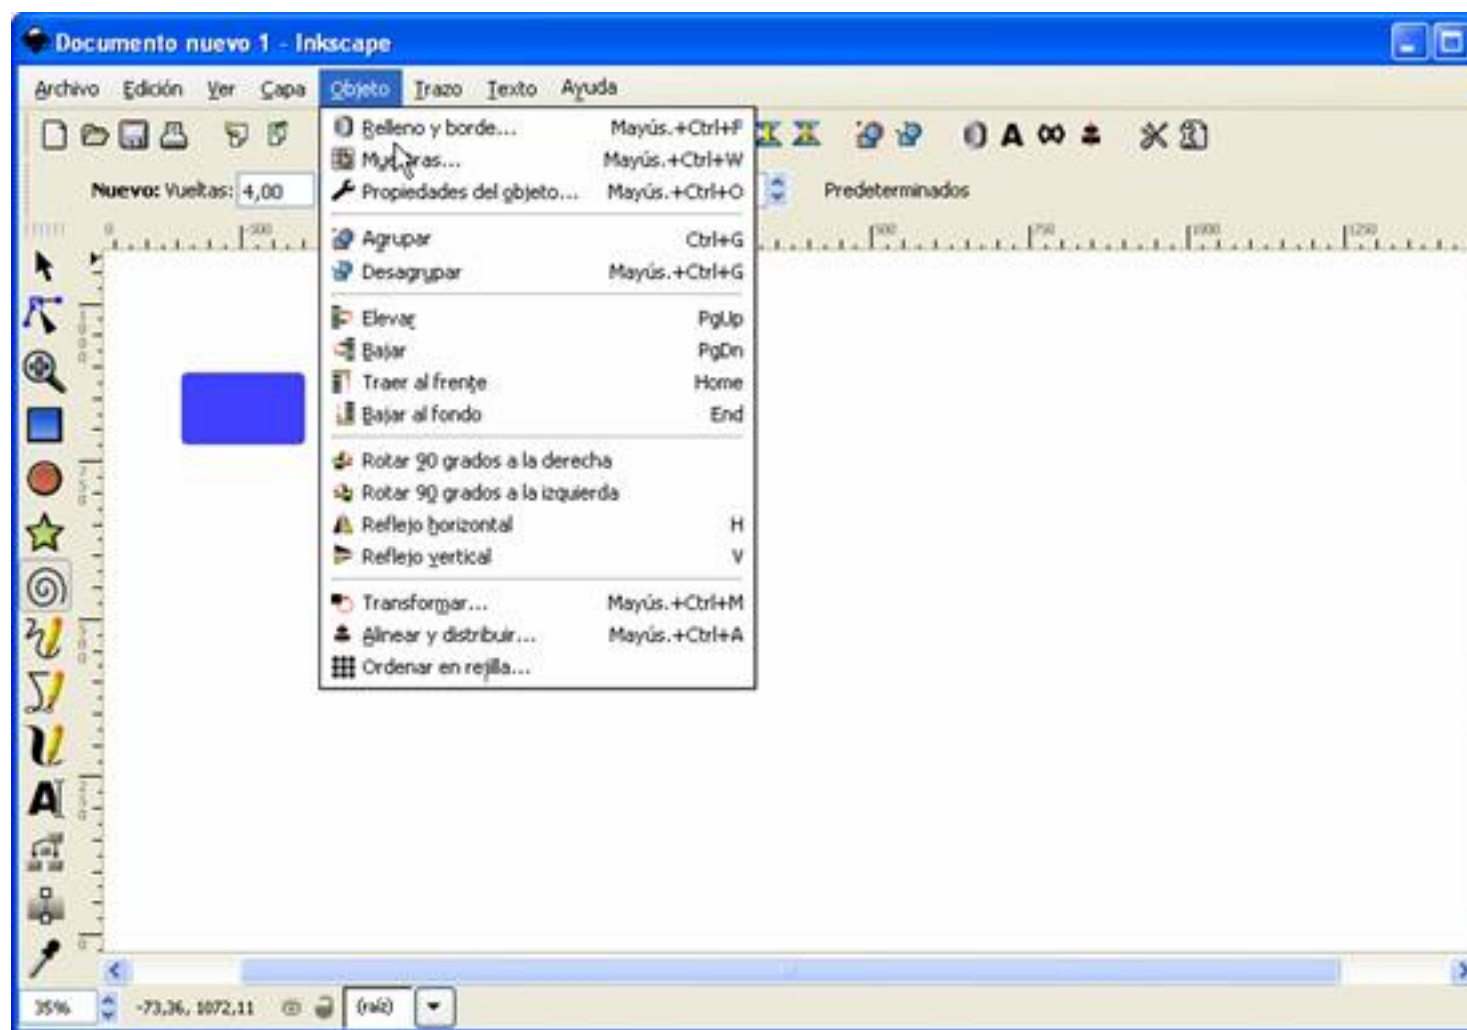 Documento nuevo 1 - Inkscape
Archivo Edición Ver Capa Objeto Trazo Texto Ayuda
Nuevo: Vueltas: 4,00 Predeterminados
Relleno y borde... Mayús.+Ctrl+F
Propiedades del objeto... Mayús.+Ctrl+O
Mayús.+Ctrl+W
Agrupar Ctrl+G
Desagrupar Mayús.+Ctrl+G
Elevar PgUp
Bajar PgDn
Traer al frente Home
Bajar al fondo End
Rotar 90 grados a la derecha
Rotar 90 grados a la izquierda
Reflejo horizontal H
Reflejo vertical V
Transformar... Mayús.+Ctrl+M
Alinear y distribuir... Mayús.+Ctrl+A
Ordenar en rejilla...
35% -73,36, 1072,11 (raíz)